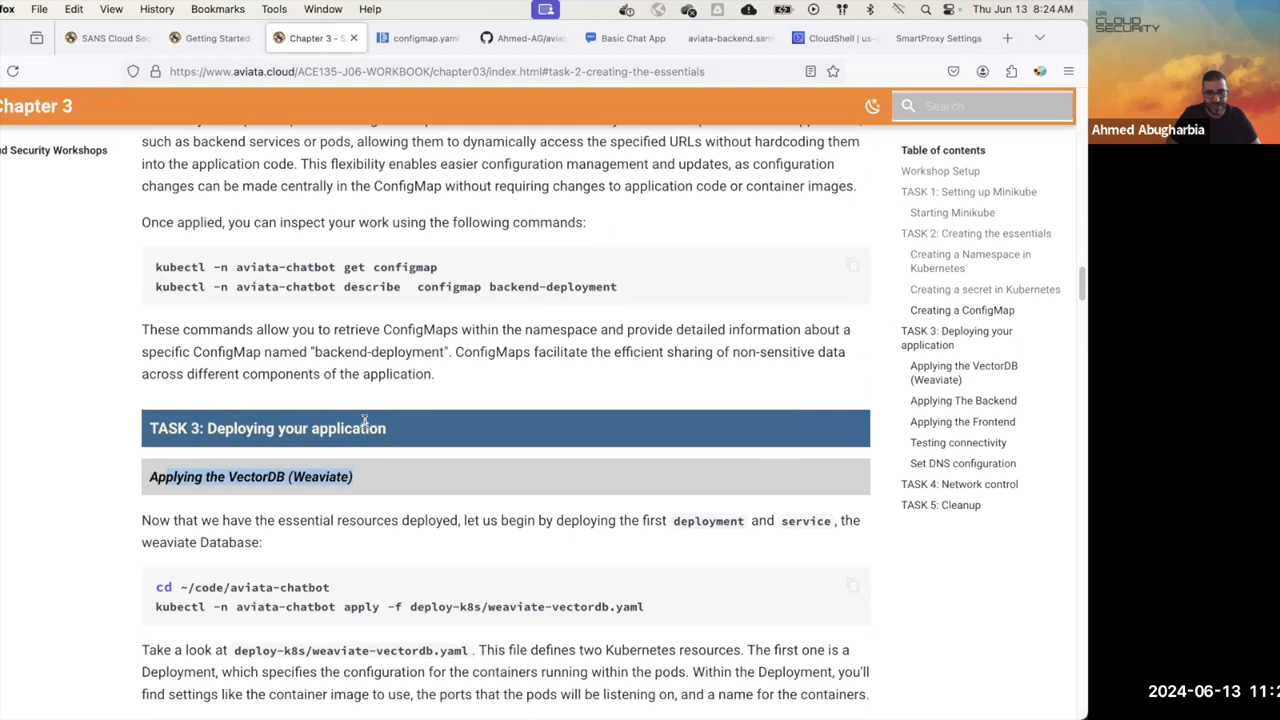 fox File Edit View History Bookmarks Tools Window Help Thu Jun 13 8:24 AM
SANS Cloud Sec Getting Started Chapter 3 - S configmap.yaml Ahmed-AG/aviat Basic Chat App aviata-backend.sans CloudShell | us- SmartProxy Settings
https://www.aviata.cloud/ACE135-J06-WORKBOOK/chapter03/index.html#task-2-creating-the-essentials
Chapter 3
Search
d Security Workshops
such as backend services or pods, allowing them to dynamically access the specified URLs without hardcoding them
into the application code. This flexibility enables easier configuration management and updates, as configuration
changes can be made centrally in the ConfigMap without requiring changes to application code or container images.
Once applied, you can inspect your work using the following commands:
kubectl -n aviata-chatbot get configmap
kubectl -n aviata-chatbot describe configmap backend-deployment
These commands allow you to retrieve ConfigMaps within the namespace and provide detailed information about a
specific ConfigMap named "backend-deployment". ConfigMaps facilitate the efficient sharing of non-sensitive data
across different components of the application.
TASK 3: Deploying your application
Applying the VectorDB (Weaviate)
Now that we have the essential resources deployed, let us begin by deploying the first deployment and service, the
weaviate Database:
cd ~/code/aviata-chatbot
kubectl -n aviata-chatbot apply -f deploy-k8s/weaviate-vectordb.yaml
Take a look at deploy-k8s/weaviate-vectordb.yaml. This file defines two Kubernetes resources. The first one is a
Deployment, which specifies the configuration for the containers running within the pods. Within the Deployment, you'll
find settings like the container image to use, the ports that the pods will be listening on, and a name for the containers.
Table of contents
Workshop Setup
TASK 1: Setting up Minikube
Starting Minikube
TASK 2: Creating the essentials
Creating a Namespace in
Kubernetes
Creating a secret in Kubernetes
Creating a ConfigMap
TASK 3: Deploying your
application
Applying the VectorDB
(Weaviate)
Applying The Backend
Applying the Frontend
Testing connectivity
Set DNS configuration
TASK 4: Network control
TASK 5: Cleanup
CLOUD
SECURITY
Ahmed Abugharbia
2024-06-13 11:2